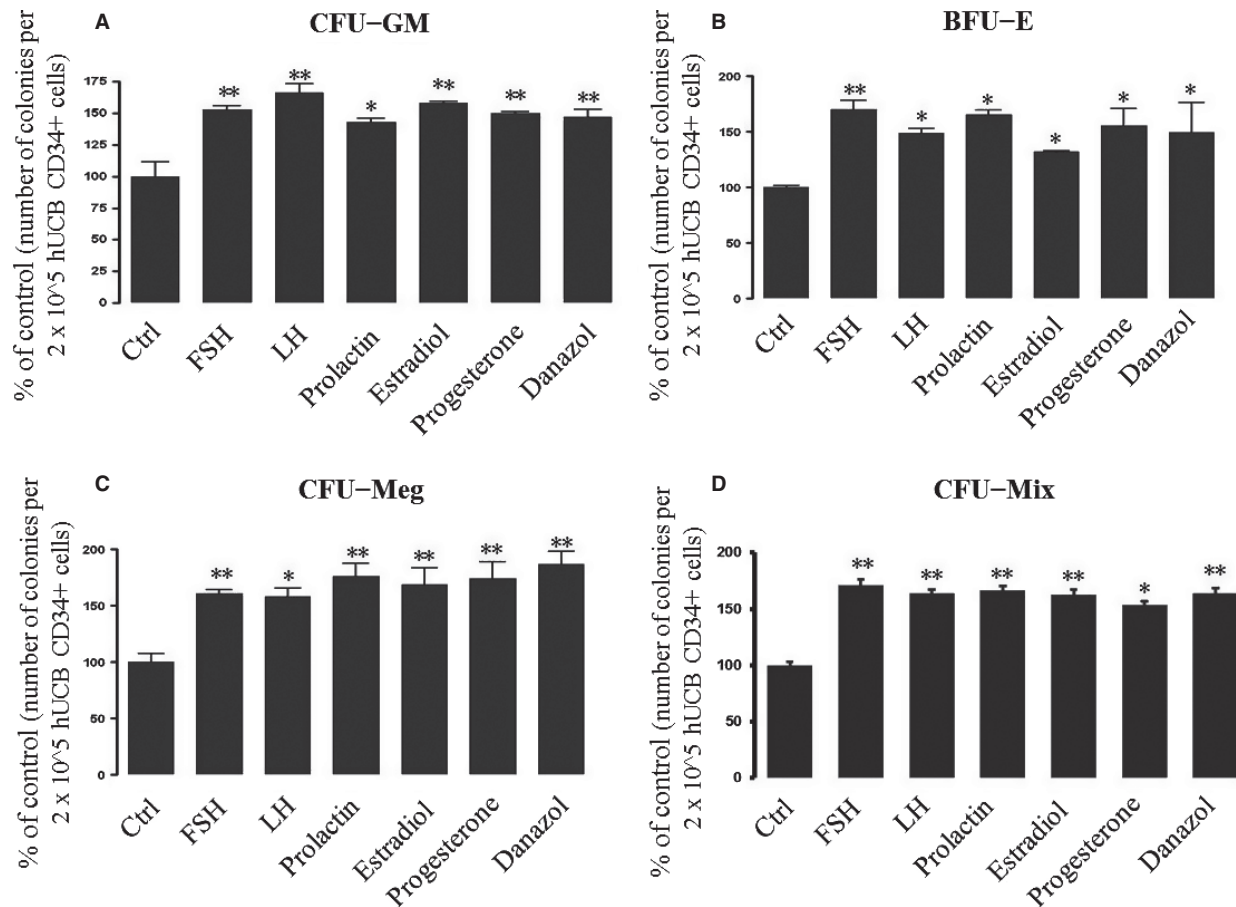 A
CFU-GM
% of control (number of colonies per
2 x 10^5 hUCB CD34+ cells)
175
150
125
100
75
50
25
0
** ** * ** ** **
Ctrl FSH LH Prolactin Estradiol Progesterone Danazol
B
BFU-E
% of control (number of colonies per
2 x 10^5 hUCB CD34+ cells)
200
150
100
50
0
** * * * * *
Ctrl FSH LH Prolactin Estradiol Progesterone Danazol
C
CFU-Meg
% of control (number of colonies per
2 x 10^5 hUCB CD34+ cells)
200
150
100
50
0
** * ** ** ** **
Ctrl FSH LH Prolactin Estradiol Progesterone Danazol
D
CFU-Mix
% of control (number of colonies per
2 x 10^5 hUCB CD34+ cells)
200
150
100
50
0
** ** ** ** * **
Ctrl FSH LH Prolactin Estradiol Progesterone Danazol